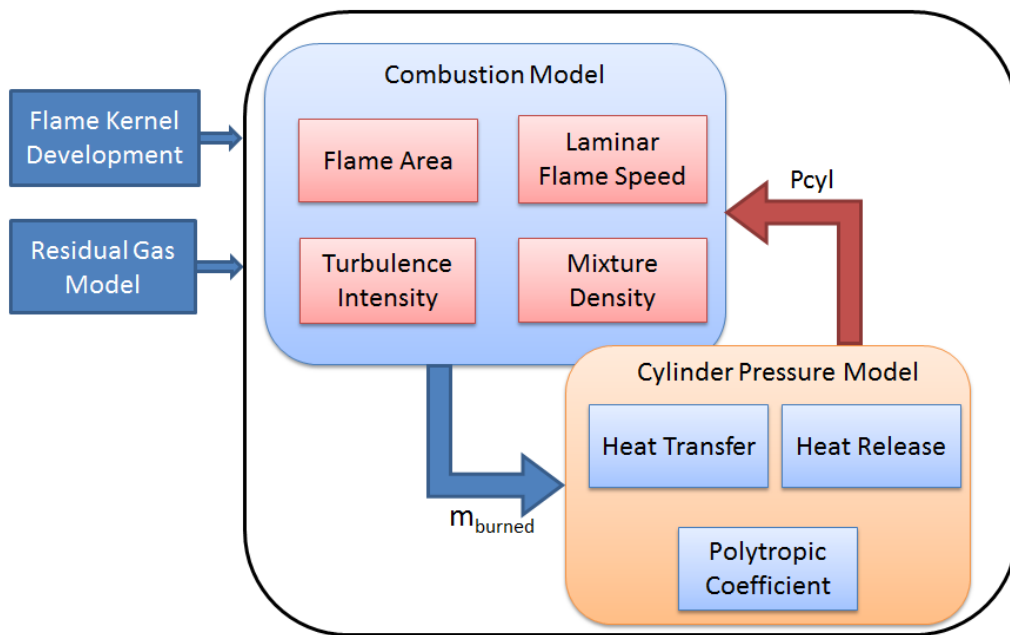 Combustion Model
Flame Kernel
Development
Flame Area
Laminar
Flame Speed
Pcyl
Residual Gas
Model
Turbulence
Intensity
Mixture
Density
Cylinder Pressure Model
Heat Transfer
Heat Release
m_burned
Polytropic
Coefficient